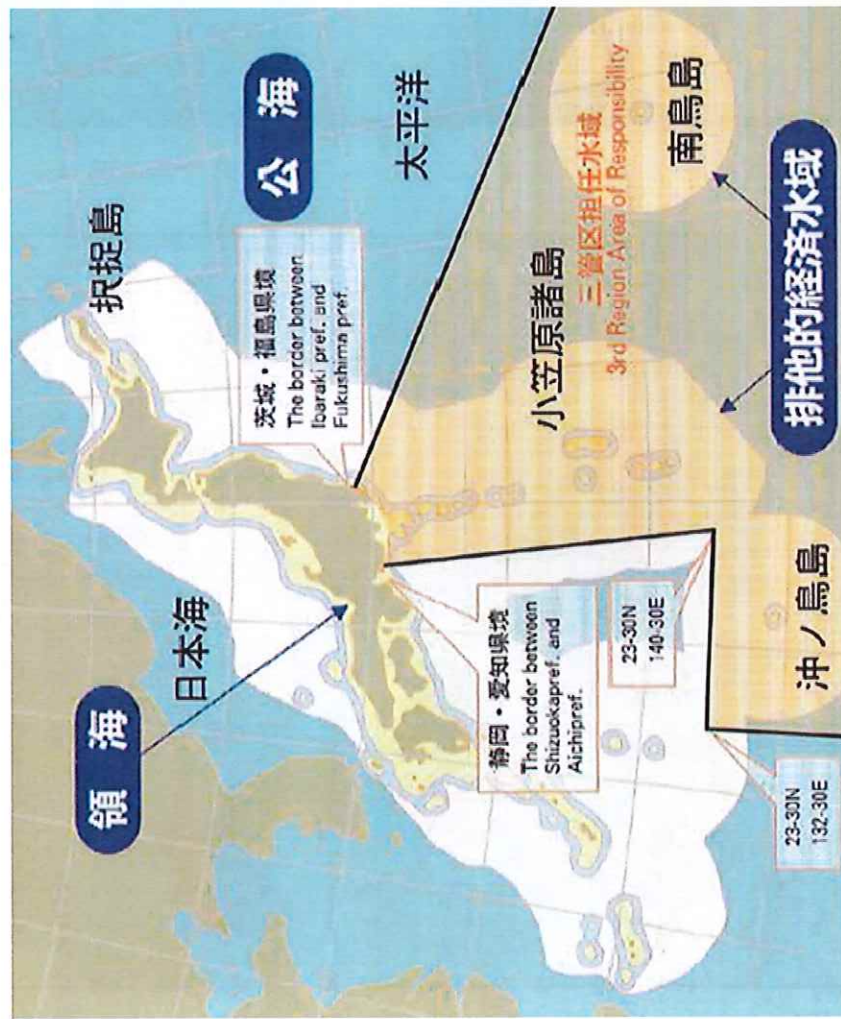 択捉島
公海
太平洋
茨城・福島県境
The border between
Ibaraki pref. and
Fukushima pref.
日本海
領海
小笠原諸島
三管区担任水域
3rd Region Area of Responsibility
南鳥島
排他的経済水域
静岡・愛知県境
The border between
Shizuokapref. and
Aichipref.
23-30N
140-30E
沖ノ鳥島
23-30N
132-30E